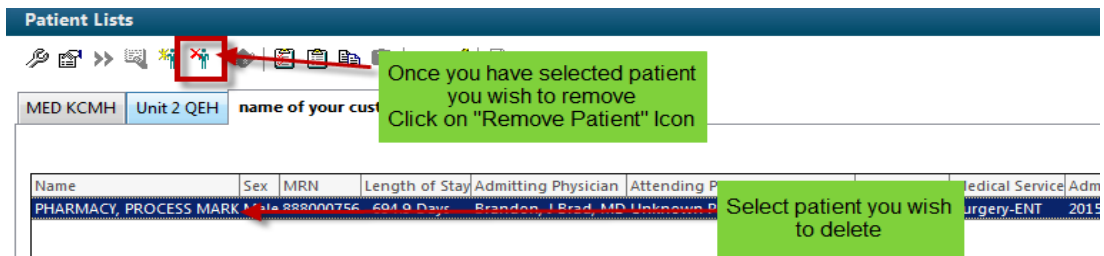 Patient Lists
Once you have selected patient
you wish to remove
Click on "Remove Patient" Icon
MED KCMH Unit 2 QEH name of your cust
Name Sex MRN Length of Stay Admitting Physician Attending P Medical Service Adm
PHARMACY, PROCESS MARK Male 888000756 694.9 Days Brandon, J Brad, MD Unknown urgery-ENT 2015
Select patient you wish
to delete